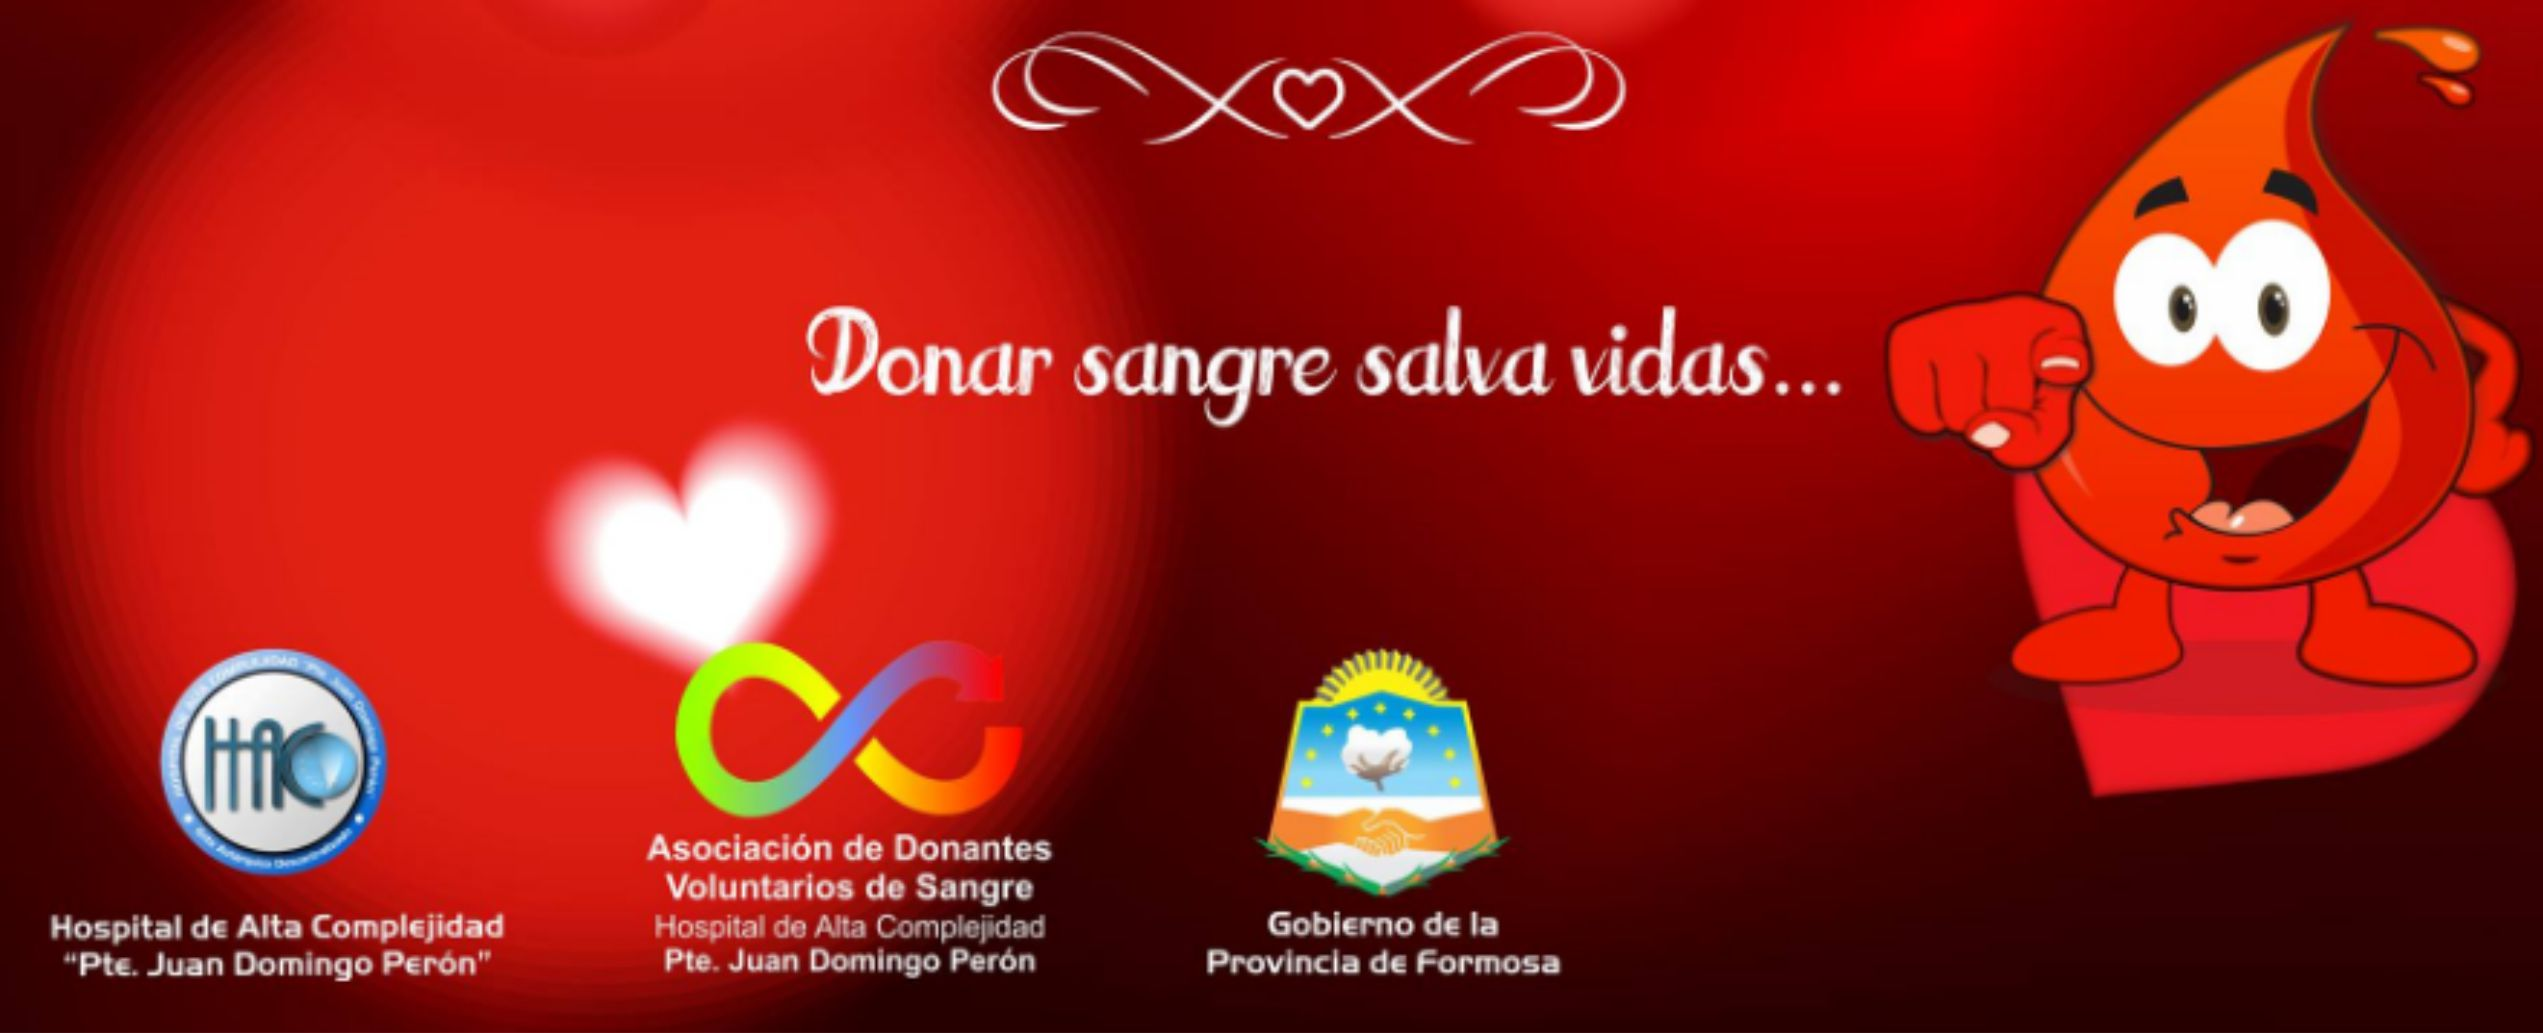 Donar sangre salva vidas...
HAC
Hospital de Alta Complejidad
“Pte. Juan Domingo Perón”
Asociación de Donantes
Voluntarios de Sangre
Hospital de Alta Complejidad
Pte. Juan Domingo Perón
Gobierno de la
Provincia de Formosa